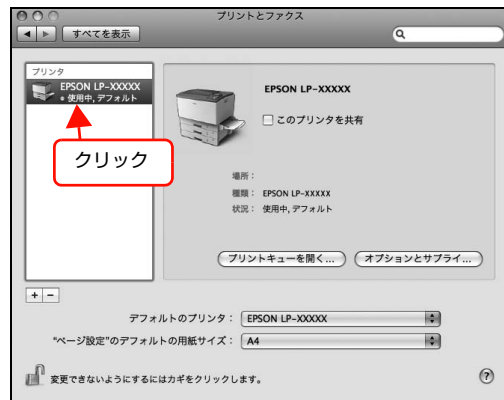 プリントとファクス
すべてを表示
プリンタ
EPSON LP-XXXXX
使用中, デフォルト
クリック
EPSON LP-XXXXX
このプリンタを共有
場所：
種類： EPSON LP-XXXXX
状況： 使用中, デフォルト
プリントキューを開く... オプションとサプライ...
+ −
デフォルトのプリンタ： EPSON LP-XXXXX
“ページ設定”のデフォルトの用紙サイズ： A4
変更できないようにするにはカギをクリックします。 ?